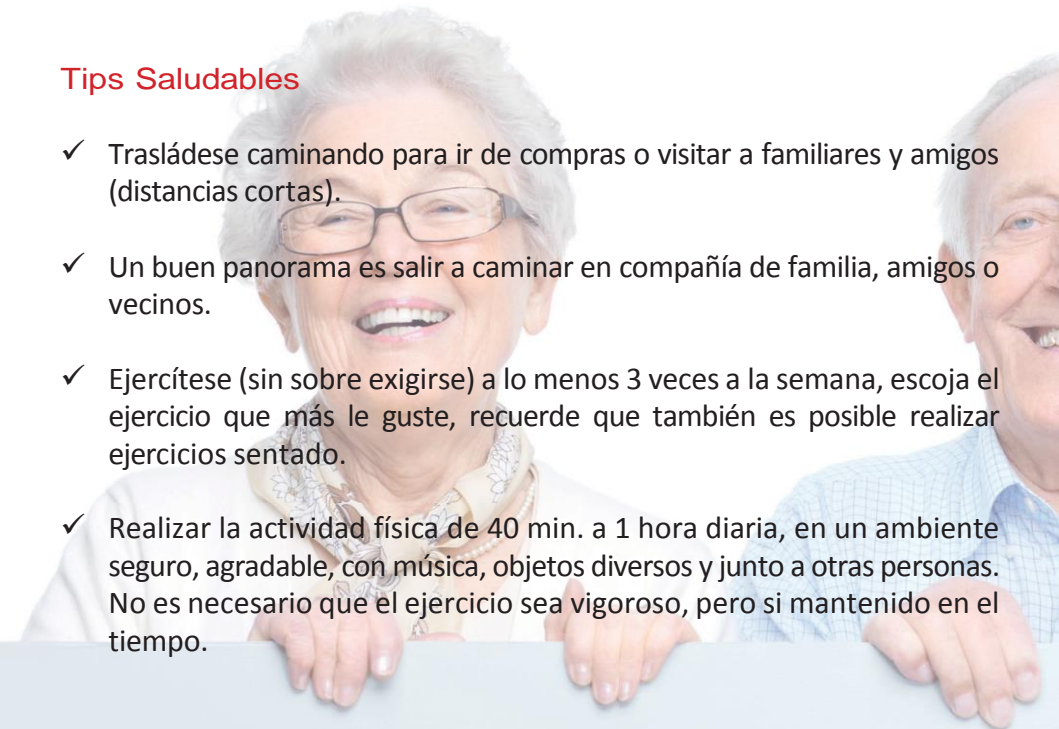 Tips Saludables
✓ Trasládese caminando para ir de compras o visitar a familiares y amigos
(distancias cortas).
✓ Un buen panorama es salir a caminar en compañía de familia, amigos o
vecinos.
✓ Ejercítese (sin sobre exigirse) a lo menos 3 veces a la semana, escoja el
ejercicio que más le guste, recuerde que también es posible realizar
ejercicios sentado.
✓ Realizar la actividad física de 40 min. a 1 hora diaria, en un ambiente
seguro, agradable, con música, objetos diversos y junto a otras personas.
No es necesario que el ejercicio sea vigoroso, pero si mantenido en el
tiempo.